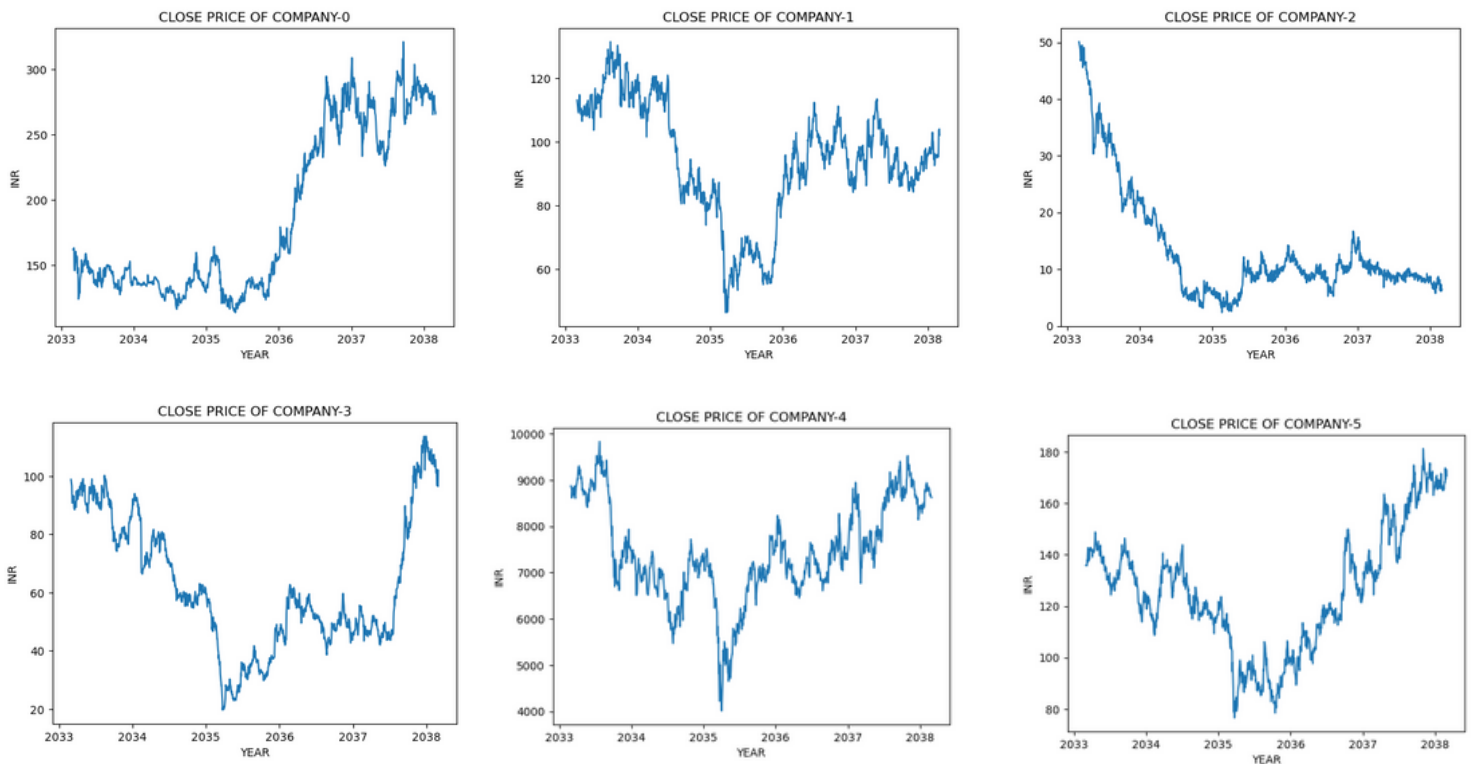 CLOSE PRICE OF COMPANY-0
300
250
200
150
INR
2033 2034 2035 2036 2037 2038
YEAR
CLOSE PRICE OF COMPANY-1
120
100
80
60
INR
2033 2034 2035 2036 2037 2038
YEAR
CLOSE PRICE OF COMPANY-2
50
40
30
20
10
0
INR
2033 2034 2035 2036 2037 2038
YEAR
CLOSE PRICE OF COMPANY-3
100
80
60
40
20
INR
2033 2034 2035 2036 2037 2038
YEAR
CLOSE PRICE OF COMPANY-4
10000
9000
8000
7000
6000
5000
4000
INR
2033 2034 2035 2036 2037 2038
YEAR
CLOSE PRICE OF COMPANY-5
180
160
140
120
100
80
INR
2033 2034 2035 2036 2037 2038
YEAR